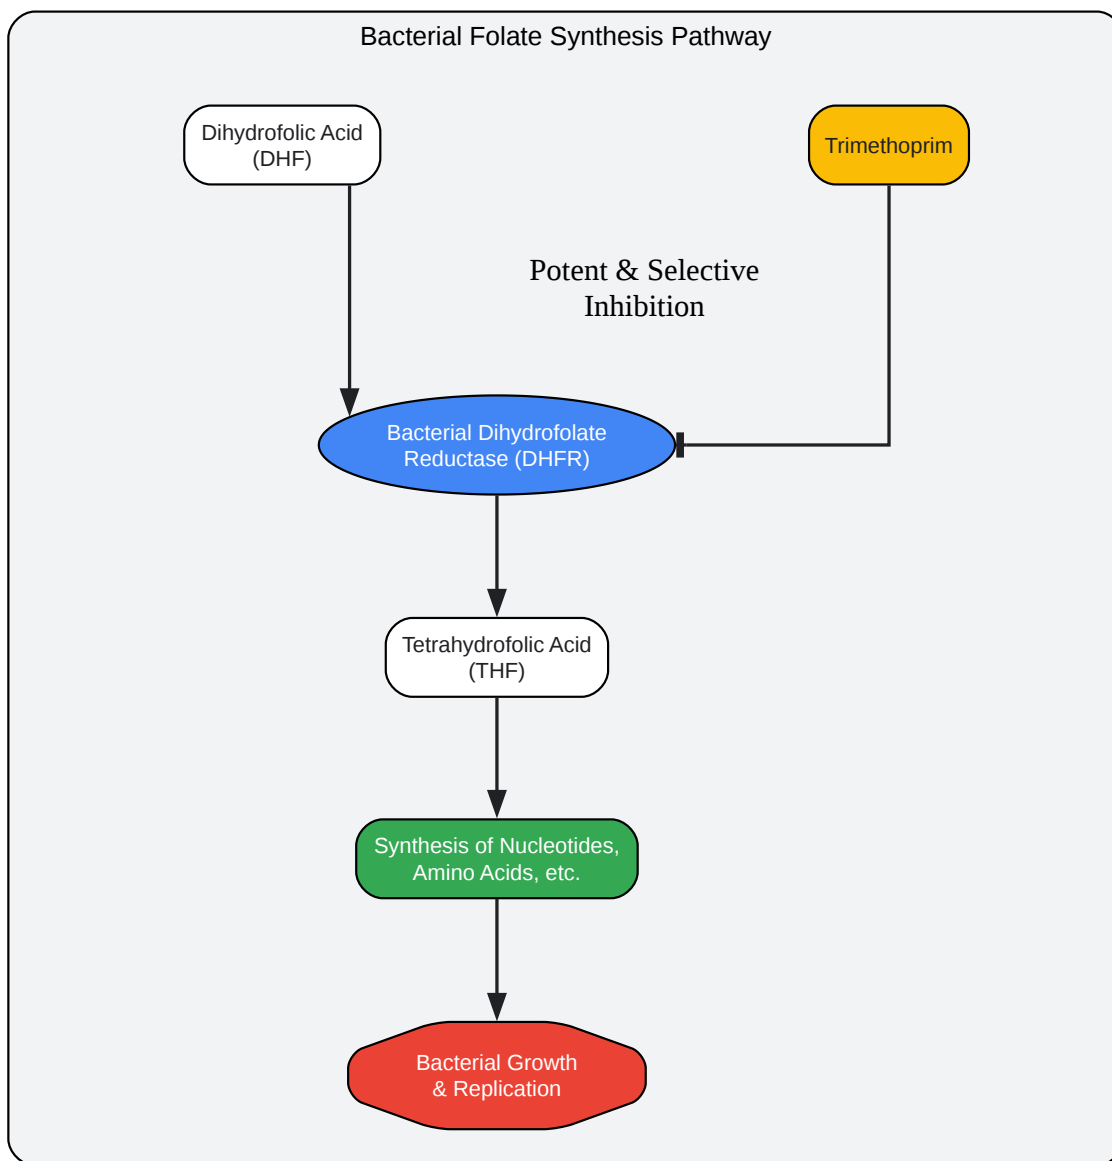 Bacterial Folate Synthesis Pathway
Dihydrofolic Acid
(DHF)
Trimethoprim
Potent & Selective
Inhibition
Bacterial Dihydrofolate
Reductase (DHFR)
Tetrahydrofolic Acid
(THF)
Synthesis of Nucleotides,
Amino Acids, etc.
Bacterial Growth
& Replication